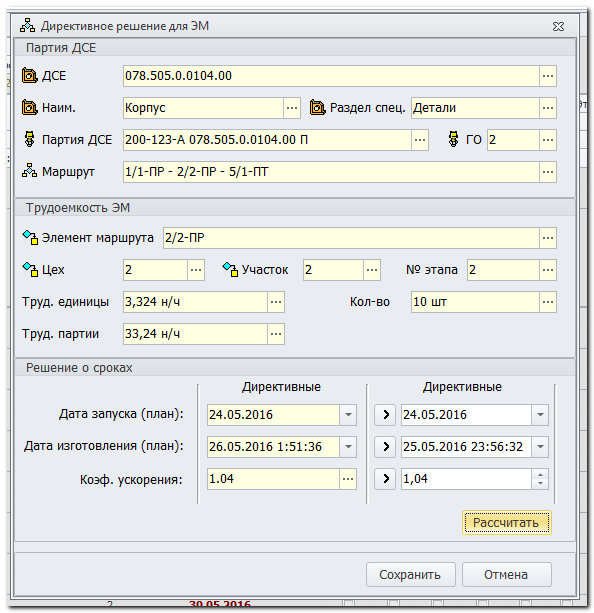 Директивное решение для ЭМ
Партия ДСЕ
ДСЕ 078.505.0.0104.00 ...
Наим. Корпус ... Раздел спец. Детали ...
Партия ДСЕ 200-123-А 078.505.0.0104.00 П ... ГО 2 ...
Маршрут 1/1-ПР - 2/2-ПР - 5/1-ПТ ...
Трудоемкость ЭМ
Элемент маршрута 2/2-ПР ...
Цех 2 ... Участок 2 ... № этапа 2 ...
Труд. единицы 3,324 н/ч ... Кол-во 10 шт ...
Труд. партии 33,24 н/ч ...
Решение о сроках
Директивные Директивные
Дата запуска (план): 24.05.2016 24.05.2016
Дата изготовления (план): 26.05.2016 1:51:36 25.05.2016 23:56:32
Коэф. ускорения: 1.04 ... 1,04
Рассчитать
Сохранить Отмена
2 30.05.2016